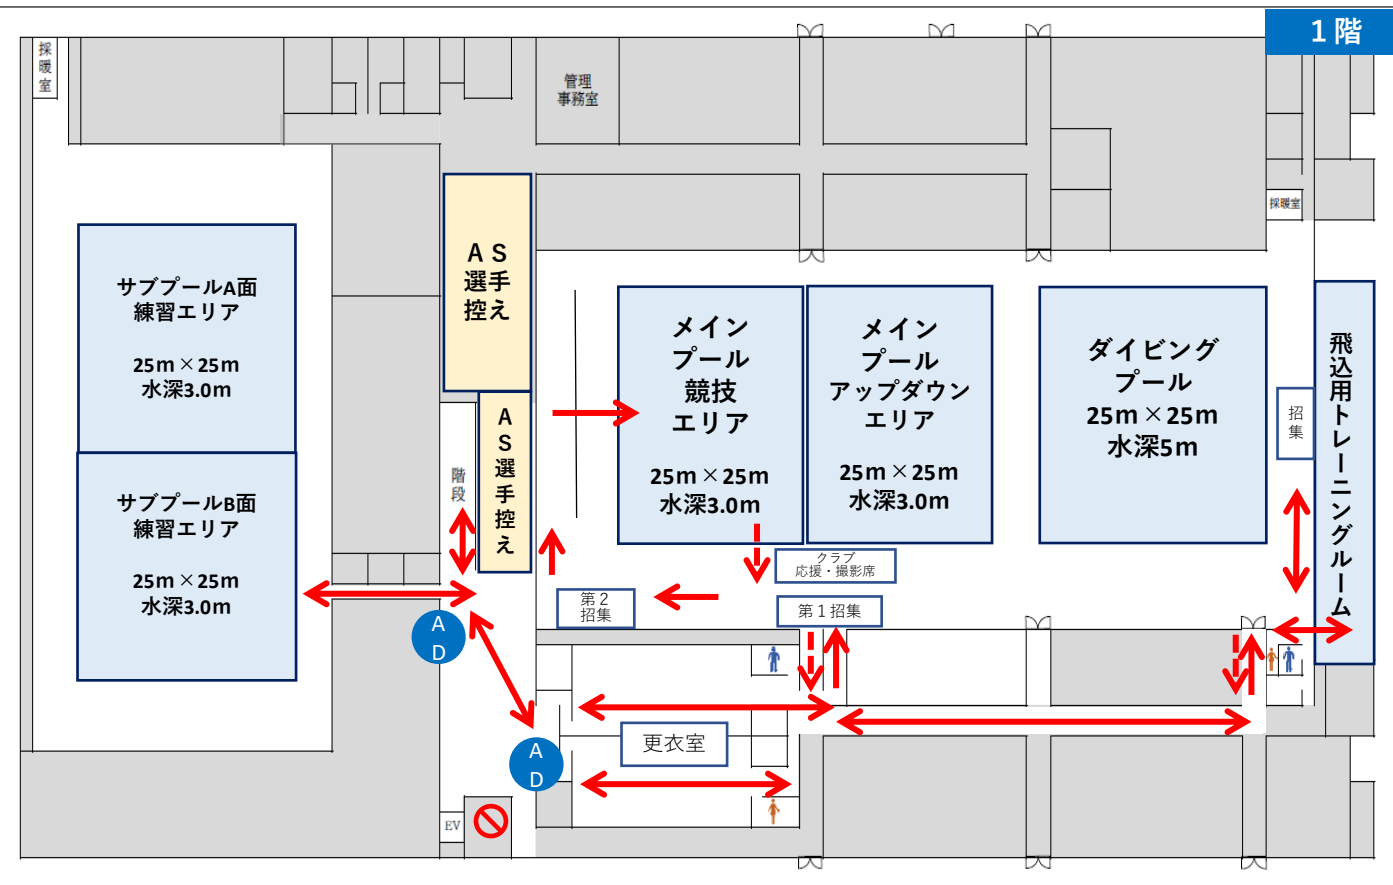 １階
採
暖
室
管理
事務室
採暖室
ＡＳ
選手
控え
サブプールA面
練習エリア
25m×25m
水深3.0m
メイン
プール
競技
エリア
25m×25m
水深3.0m
メイン
プール
アップダウン
エリア
25m×25m
水深3.0m
ダイビング
プール
25m×25m
水深5m
招
集
飛込用トレーニングルーム
Ａ
Ｓ
選
手
控
え
階
段
サブプールB面
練習エリア
25m×25m
水深3.0m
クラブ
応援・撮影席
第２
招集
第１招集
Ａ
Ｄ
更衣室
Ａ
Ｄ
EV